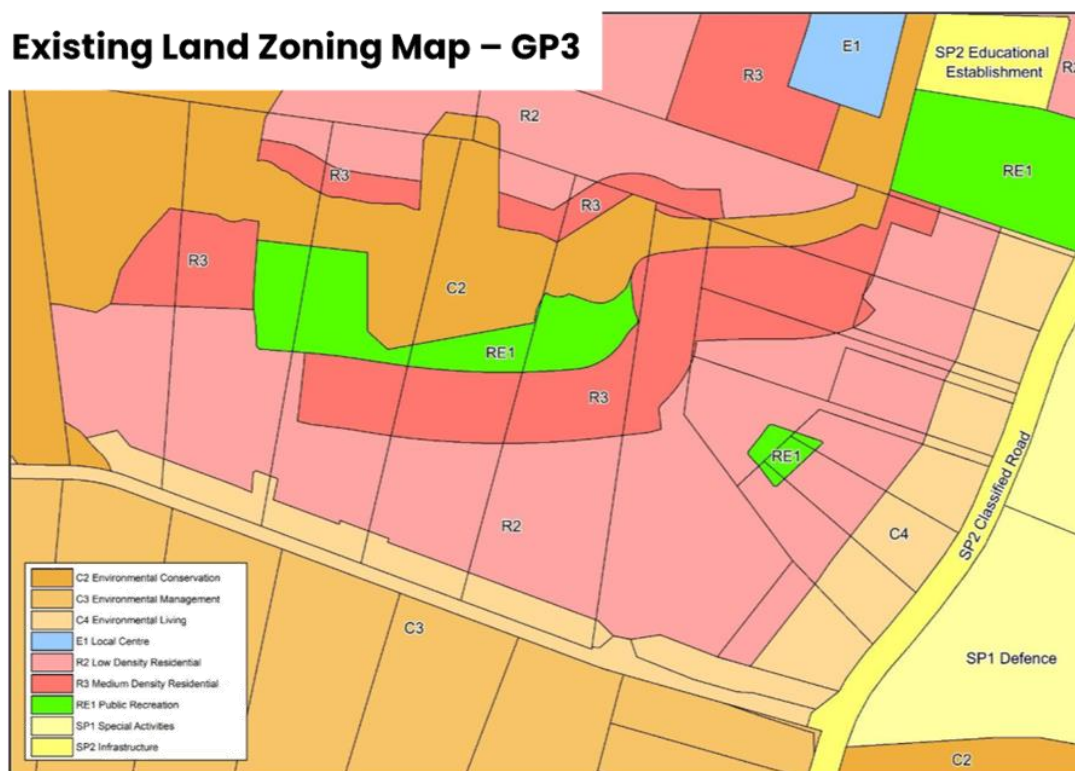 Existing Land Zoning Map – GP3
E1
SP2 Educational
Establishment
R3
R2
R2
RE1
R3
R3
R3
C2
RE1
R3
RE1
R2
C4
SP2 Classified Road
C3
SP1 Defence
C2
C2 Environmental Conservation
C3 Environmental Management
C4 Environmental Living
E1 Local Centre
R2 Low Density Residential
R3 Medium Density Residential
RE1 Public Recreation
SP1 Special Activities
SP2 Infrastructure